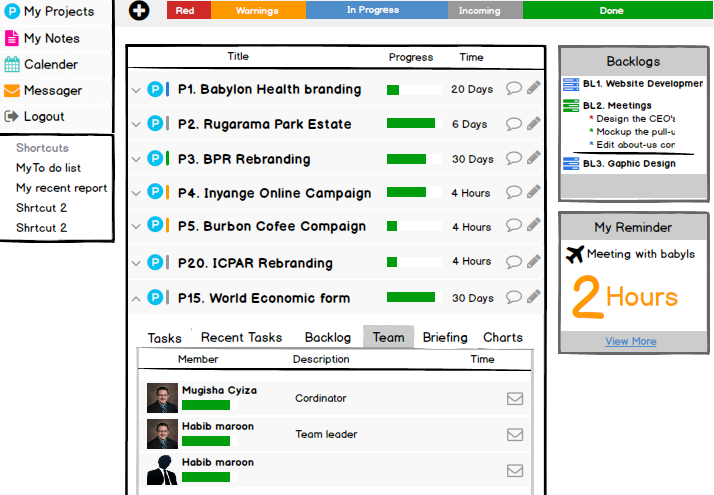 P My Projects
My Notes
Calender
Messager
Logout
Shortcuts
MyTo do list
My recent report
Shrtcut 2
Shrtcut 2
Red Warnings In Progress Incoming Done
Title Progress Time
P P1. Babylon Health branding 20 Days
P P2. Rugarama Park Estate 6 Days
P P3. BPR Rebranding 30 Days
P P4. Inyange Online Campaign 4 Hours
P P5. Burbon Cofee Compaign 4 Hours
P P20. ICPAR Rebranding 4 Hours
P P15. World Economic form 30 Days
Tasks Recent Tasks Backlog Team Briefing Charts
Member Description Time
Mugisha Cyiza
Cordinator
Habib maroon
Team leader
Habib maroon
Backlogs
BL1. Website Developmer
BL2. Meetings
* Design the CEO's
* Mockup the pull-u
* Edit about-us con
BL3. Gaphic Design
My Reminder
Meeting with babyls
2 Hours
View More